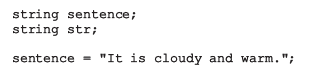 string sentence;
string str;
sentence = "It is cloudy and warm.";